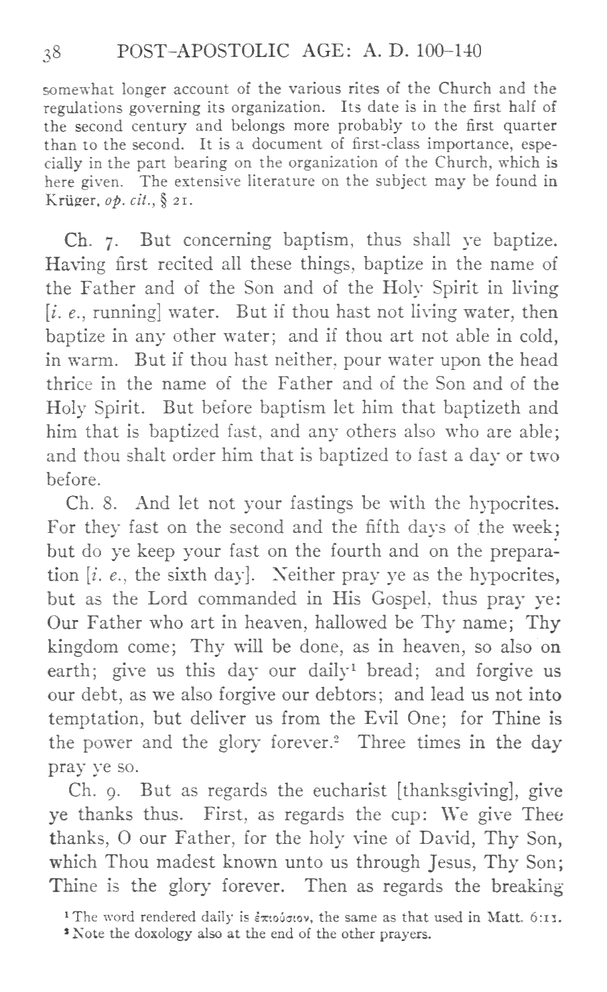 38 POST-APOSTOLIC AGE: A. D. 100-140
somewhat longer account of the various rites of the Church and the
regulations governing its organization. Its date is in the first half of
the second century and belongs more probably to the first quarter
than to the second. It is a document of first-class importance, espe-
cially in the part bearing on the organization of the Church, which is
here given. The extensive literature on the subject may be found in
Krüger, op. cit., § 21.
Ch. 7. But concerning baptism, thus shall ye baptize.
Having first recited all these things, baptize in the name of
the Father and of the Son and of the Holy Spirit in living
[i. e., running] water. But if thou hast not living water, then
baptize in any other water; and if thou art not able in cold,
in warm. But if thou hast neither, pour water upon the head
thrice in the name of the Father and of the Son and of the
Holy Spirit. But before baptism let him that baptizeth and
him that is baptized fast, and any others also who are able;
and thou shalt order him that is baptized to fast a day or two
before.
Ch. 8. And let not your fastings be with the hypocrites.
For they fast on the second and the fifth days of the week;
but do ye keep your fast on the fourth and on the prepara-
tion [i. e., the sixth day]. Neither pray ye as the hypocrites,
but as the Lord commanded in His Gospel, thus pray ye:
Our Father who art in heaven, hallowed be Thy name; Thy
kingdom come; Thy will be done, as in heaven, so also on
earth; give us this day our daily¹ bread; and forgive us
our debt, as we also forgive our debtors; and lead us not into
temptation, but deliver us from the Evil One; for Thine is
the power and the glory forever.² Three times in the day
pray ye so.
Ch. 9. But as regards the eucharist [thanksgiving], give
ye thanks thus. First, as regards the cup: We give Thee
thanks, O our Father, for the holy vine of David, Thy Son,
which Thou madest known unto us through Jesus, Thy Son;
Thine is the glory forever. Then as regards the breaking
¹ The word rendered daily is ἐπιούσιον, the same as that used in Matt. 6:11.
² Note the doxology also at the end of the other prayers.